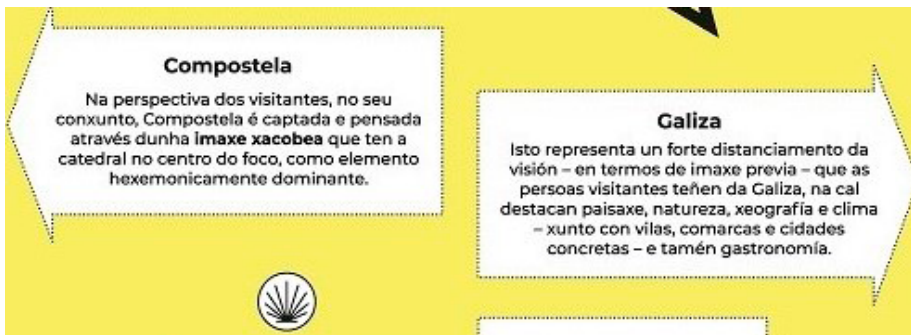 Compostela
Na perspectiva dos visitantes, no seu
conxunto, Compostela é captada e pensada
através dunha imaxe xacobea que ten a
catedral no centro do foco, como elemento
hexemonicamente dominante.
Galiza
Isto representa un forte distanciamento da
visión – en termos de imaxe previa – que as
persoas visitantes teñen da Galiza, na cal
destacan paisaxe, natureza, xeografía e clima
– xunto con vilas, comarcas e cidades
concretas – e tamén gastronomía.